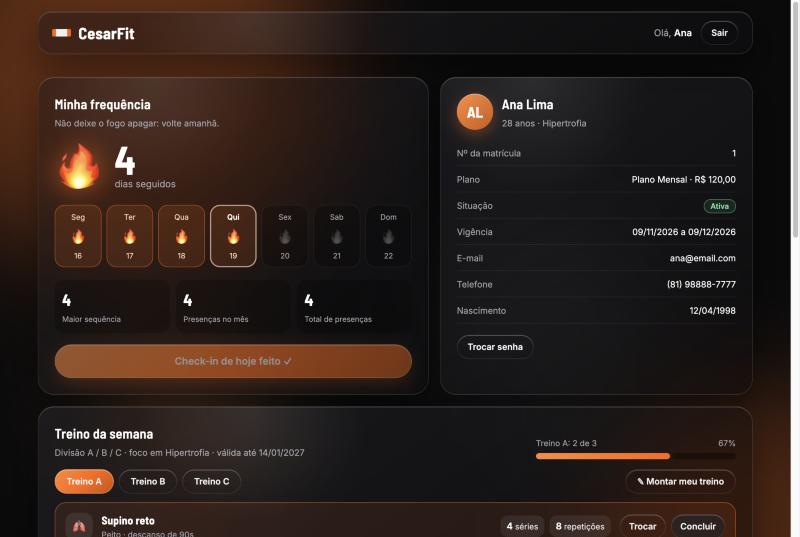 CesarFit
Olá, Ana
Sair
Minha frequência
Não deixe o fogo apagar: volte amanhã.
4
dias seguidos
Seg Ter Qua Qui Sex Sab Dom
16 17 18 19 20 21 22
4 4 4
Maior sequência Presenças no mês Total de presenças
Check-in de hoje feito ✓
AL
Ana Lima
28 anos · Hipertrofia
Nº da matrícula 1
Plano Plano Mensal · R$ 120,00
Situação Ativa
Vigência 09/11/2026 a 09/12/2026
E-mail ana@email.com
Telefone (81) 98888-7777
Nascimento 12/04/1998
Trocar senha
Treino da semana
Divisão A / B / C · foco em Hipertrofia · válida até 14/01/2027
Treino A: 2 de 3 67%
Treino A Treino B Treino C
✎ Montar meu treino
Supino reto
Peito · descanso de 90s
4 séries 8 repetições Trocar Concluir